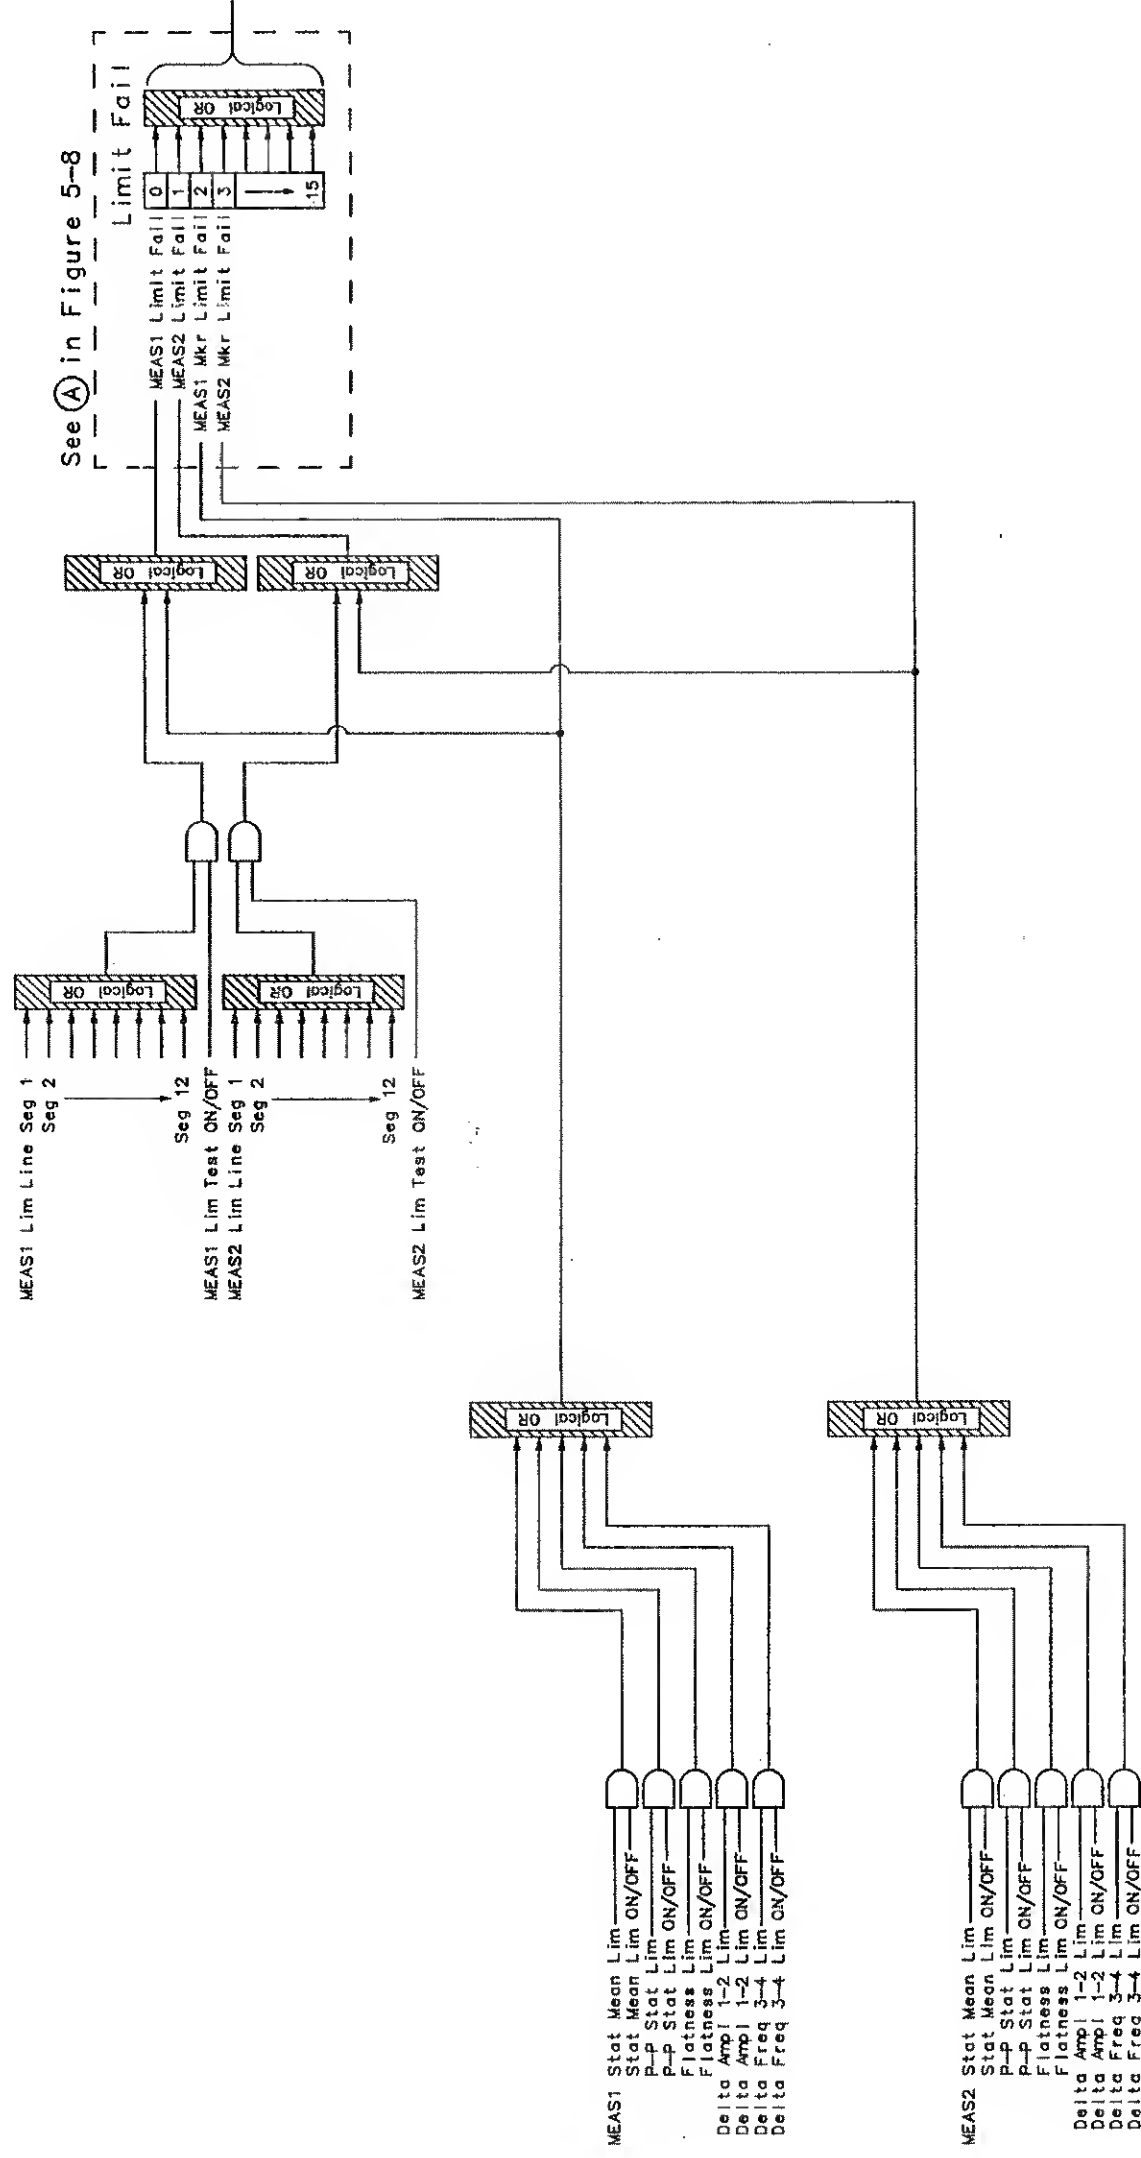 See A in Figure 5-8
Limit Fail
MEAS1 Limit Fail 0
MEAS2 Limit Fail 1
MEAS1 Mkr Limit Fail 2
MEAS2 Mkr Limit Fail 3
15
Logical OR
Logical OR
Logical OR
MEAS1 Lim Line Seg 1
Seg 2
Seg 12
Logical OR
MEAS1 Lim Test ON/OFF
MEAS2 Lim Line Seg 1
Seg 2
Seg 12
Logical OR
MEAS2 Lim Test ON/OFF
Logical OR
MEAS1 Stat Mean Lim
Stat Mean Lim ON/OFF
P-P Stat Lim
P-P Stat Lim ON/OFF
Flatness Lim
Flatness Lim ON/OFF
Delta Ampl 1-2 Lim
Delta Ampl 1-2 Lim ON/OFF
Delta Freq 3-4 Lim
Delta Freq 3-4 Lim ON/OFF
Logical OR
MEAS2 Stat Mean Lim
Stat Mean Lim ON/OFF
P-P Stat Lim
P-P Stat Lim ON/OFF
Flatness Lim
Flatness Lim ON/OFF
Delta Ampl 1-2 Lim
Delta Ampl 1-2 Lim ON/OFF
Delta Freq 3-4 Lim
Delta Freq 3-4 Lim ON/OFF